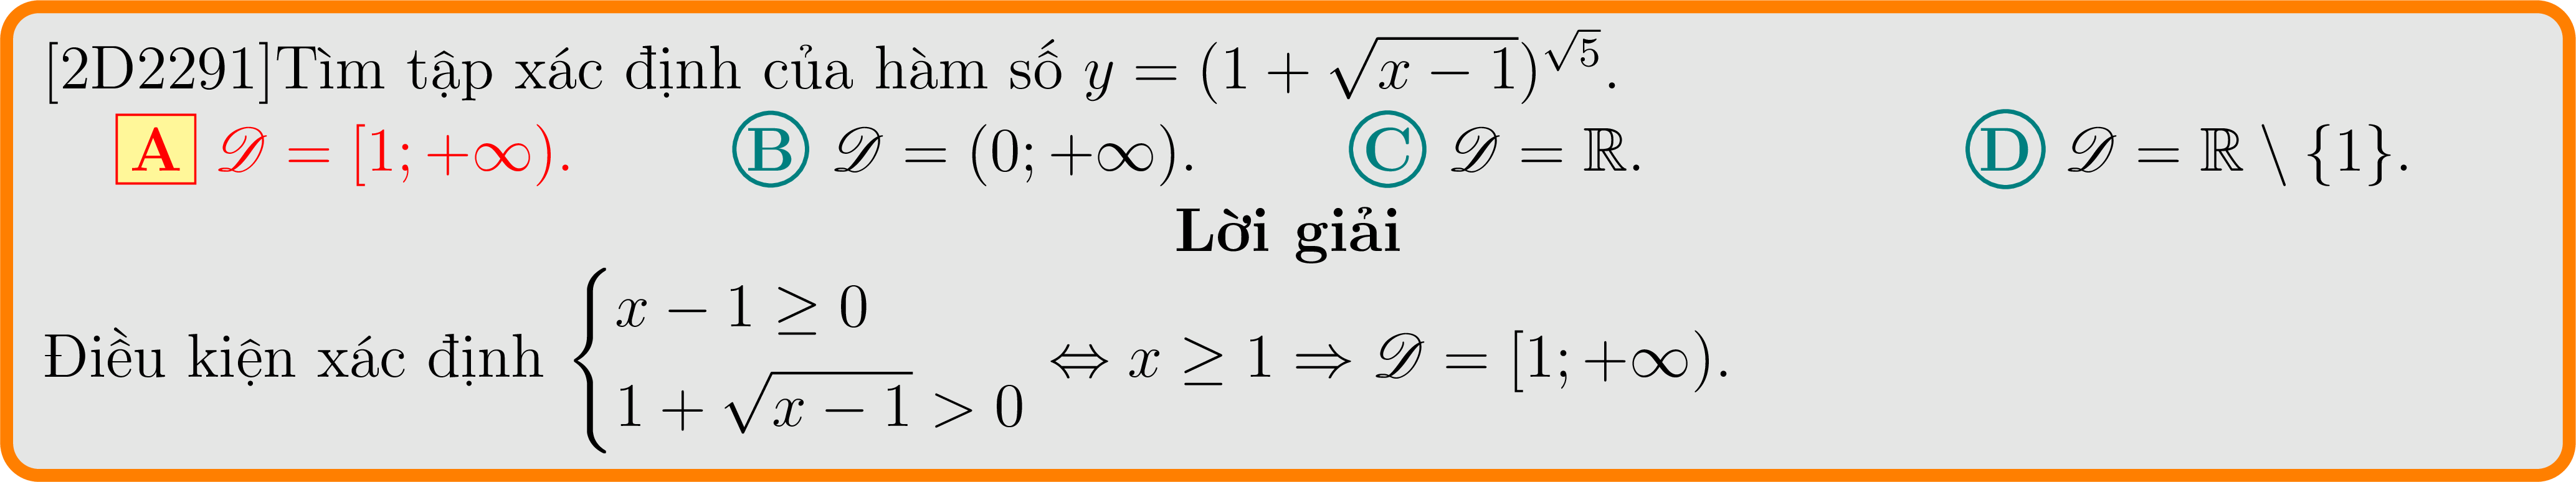 [2D2291]Tìm tập xác định của hàm số $y = (1 + \sqrt{x-1})^{\sqrt{5}}$.
A $\mathscr{D} = [1; +\infty)$. B $\mathscr{D} = (0; +\infty)$. C $\mathscr{D} = \mathbb{R}$. D $\mathscr{D} = \mathbb{R} \setminus \{1\}$.
Lời giải
Điều kiện xác định $\begin{cases} x - 1 \geq 0 \\ 1 + \sqrt{x-1} > 0 \end{cases} \Leftrightarrow x \geq 1 \Rightarrow \mathscr{D} = [1; +\infty)$.